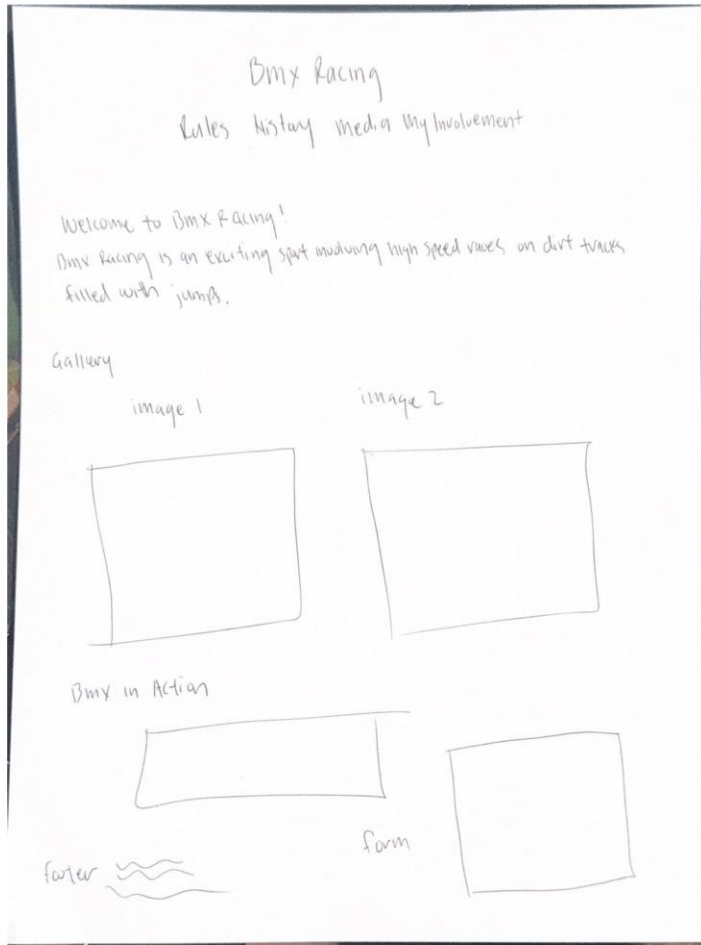 Bmx Racing
Rules History media My Involvement
Welcome to Bmx Racing!
Bmx Racing is an exciting sport involving high speed races on dirt tracks
filled with jumps.
Gallery
image 1 image 2
Bmx in Action
form
footer